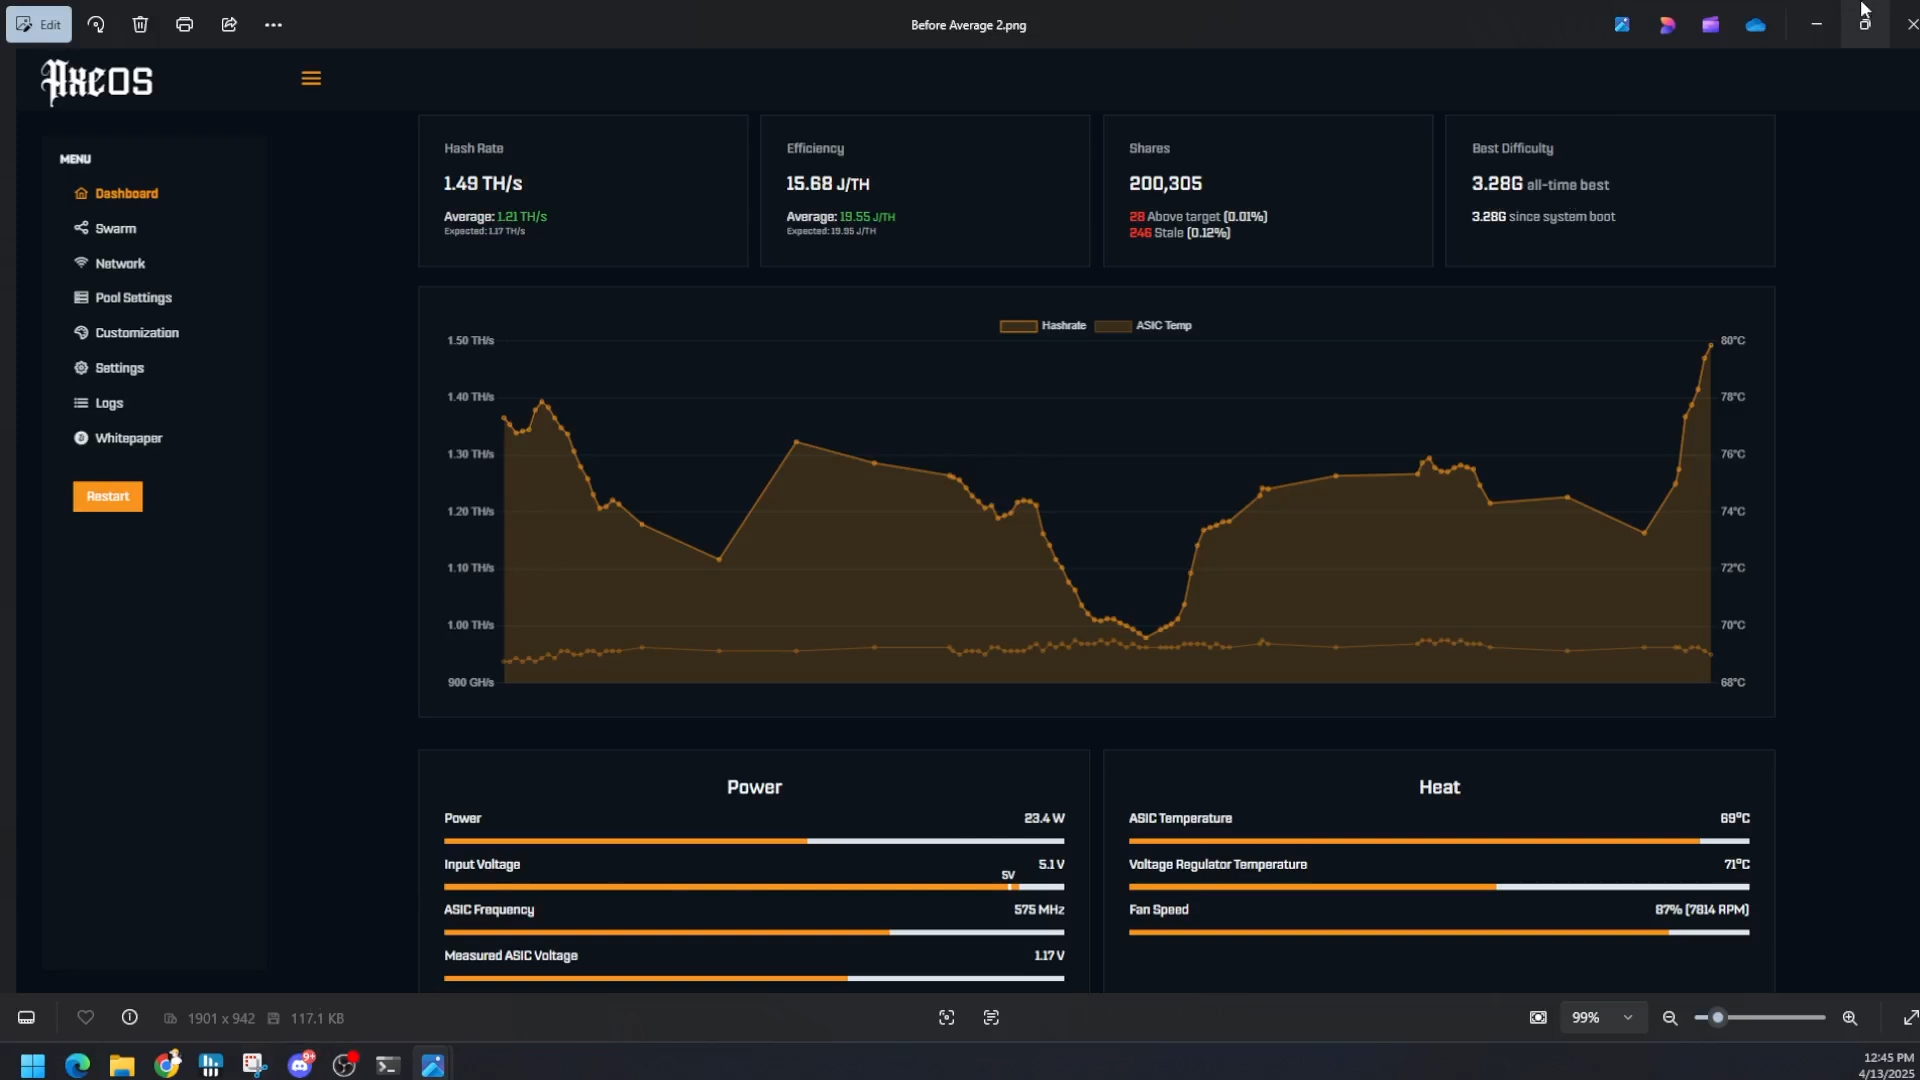 Edit
Before Average 2.png
AxeOS
MENU
Dashboard
Swarm
Network
Pool Settings
Customization
Settings
Logs
Whitepaper
Restart
Hash Rate
1.49 TH/s
Average: 1.21 TH/s
Expected: 1.17 TH/s
Efficiency
15.68 J/TH
Average: 19.55 J/TH
Expected: 19.95 J/TH
Shares
200,305
28 Above target (0.01%)
246 Stale (0.12%)
Best Difficulty
3.28G all-time best
3.28G since system boot
Hashrate ASIC Temp
1.50 TH/s 80°C
1.40 TH/s 78°C
1.30 TH/s 76°C
1.20 TH/s 74°C
1.10 TH/s 72°C
1.00 TH/s 70°C
900 GH/s 68°C
Power
Power 23.4 W
Input Voltage 5.1 V
5V
ASIC Frequency 575 MHz
Measured ASIC Voltage 1.17 V
Heat
ASIC Temperature 69°C
Voltage Regulator Temperature 71°C
Fan Speed 87% (7814 RPM)
1901 x 942 117.1 KB
99%
9+
12:45 PM
4/13/2025